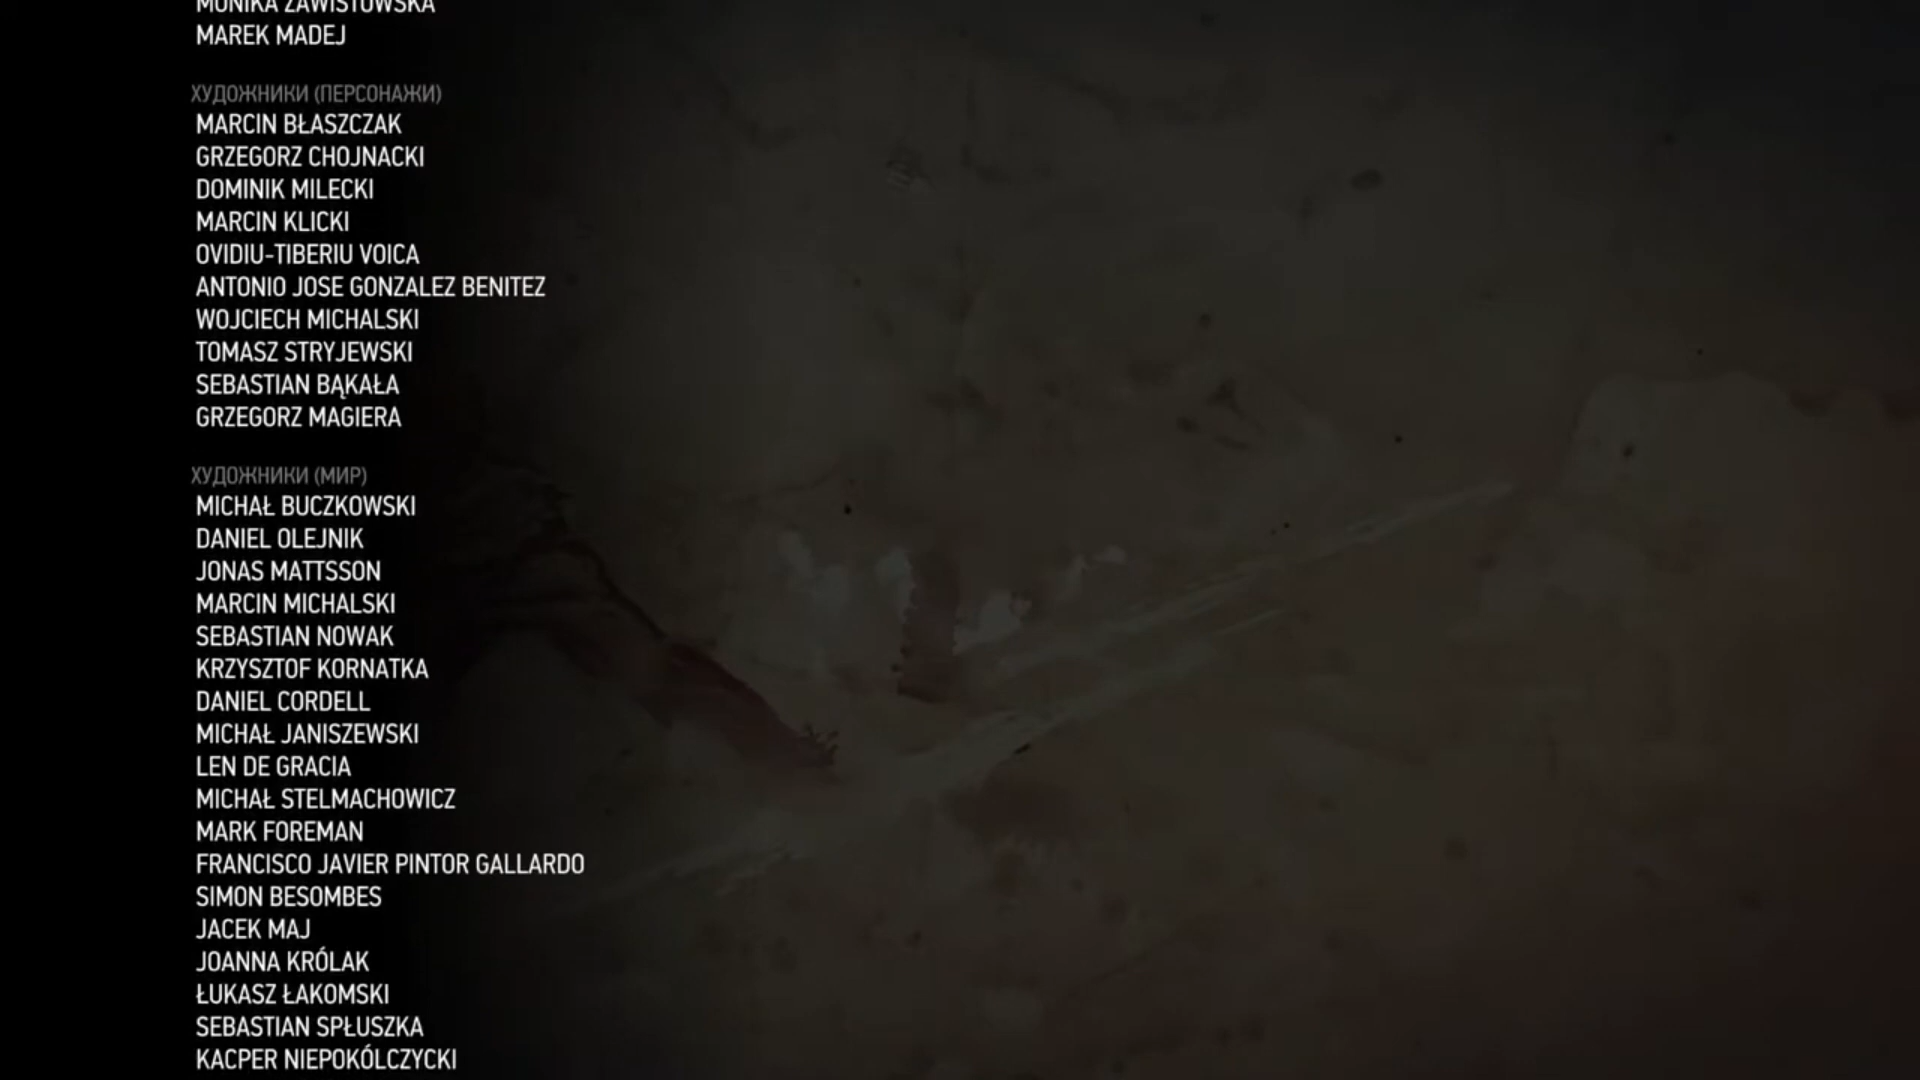 MONIKA ZAWISTOWSKA
MAREK MADEJ
ХУДОЖНИКИ (ПЕРСОНАЖИ)
MARCIN BŁASZCZAK
GRZEGORZ CHOJNACKI
DOMINIK MILECKI
MARCIN KLICKI
OVIDIU-TIBERIU VOICA
ANTONIO JOSE GONZALEZ BENITEZ
WOJCIECH MICHALSKI
TOMASZ STRYJEWSKI
SEBASTIAN BĄKAŁA
GRZEGORZ MAGIERA
ХУДОЖНИКИ (МИР)
MICHAŁ BUCZKOWSKI
DANIEL OLEJNIK
JONAS MATTSSON
MARCIN MICHALSKI
SEBASTIAN NOWAK
KRZYSZTOF KORNATKA
DANIEL CORDELL
MICHAŁ JANISZEWSKI
LEN DE GRACIA
MICHAŁ STELMACHOWICZ
MARK FOREMAN
FRANCISCO JAVIER PINTOR GALLARDO
SIMON BESOMBES
JACEK MAJ
JOANNA KRÓLAK
ŁUKASZ ŁAKOMSKI
SEBASTIAN SPŁUSZKA
KACPER NIEPOKÓLCZYCKI